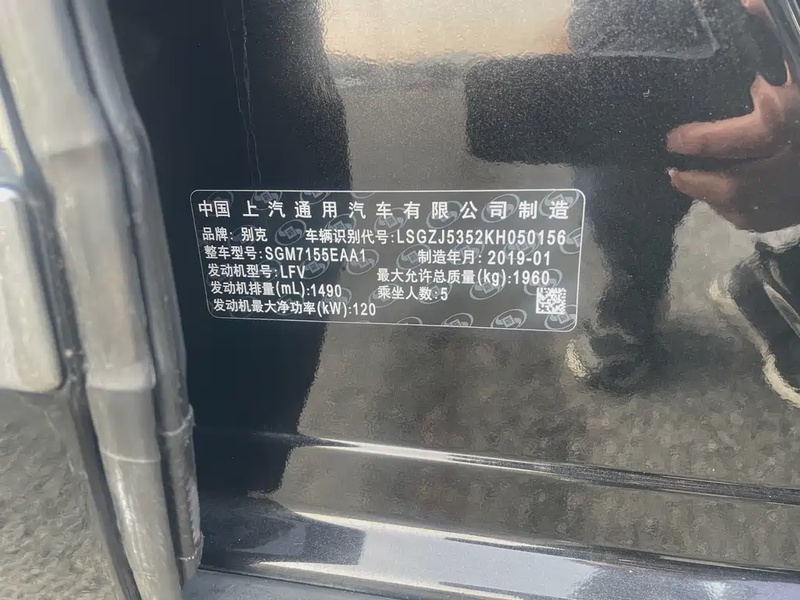 中国 上汽通用汽车有限公司制造
品牌: 别克 车辆识别代号: LSGZJ5352KH050156
整车型号: SGM7155EAA1 制造年月: 2019-01
发动机型号: LFV 最大允许总质量(kg): 1960
发动机排量(mL): 1490 乘坐人数: 5
发动机最大净功率(kW): 120